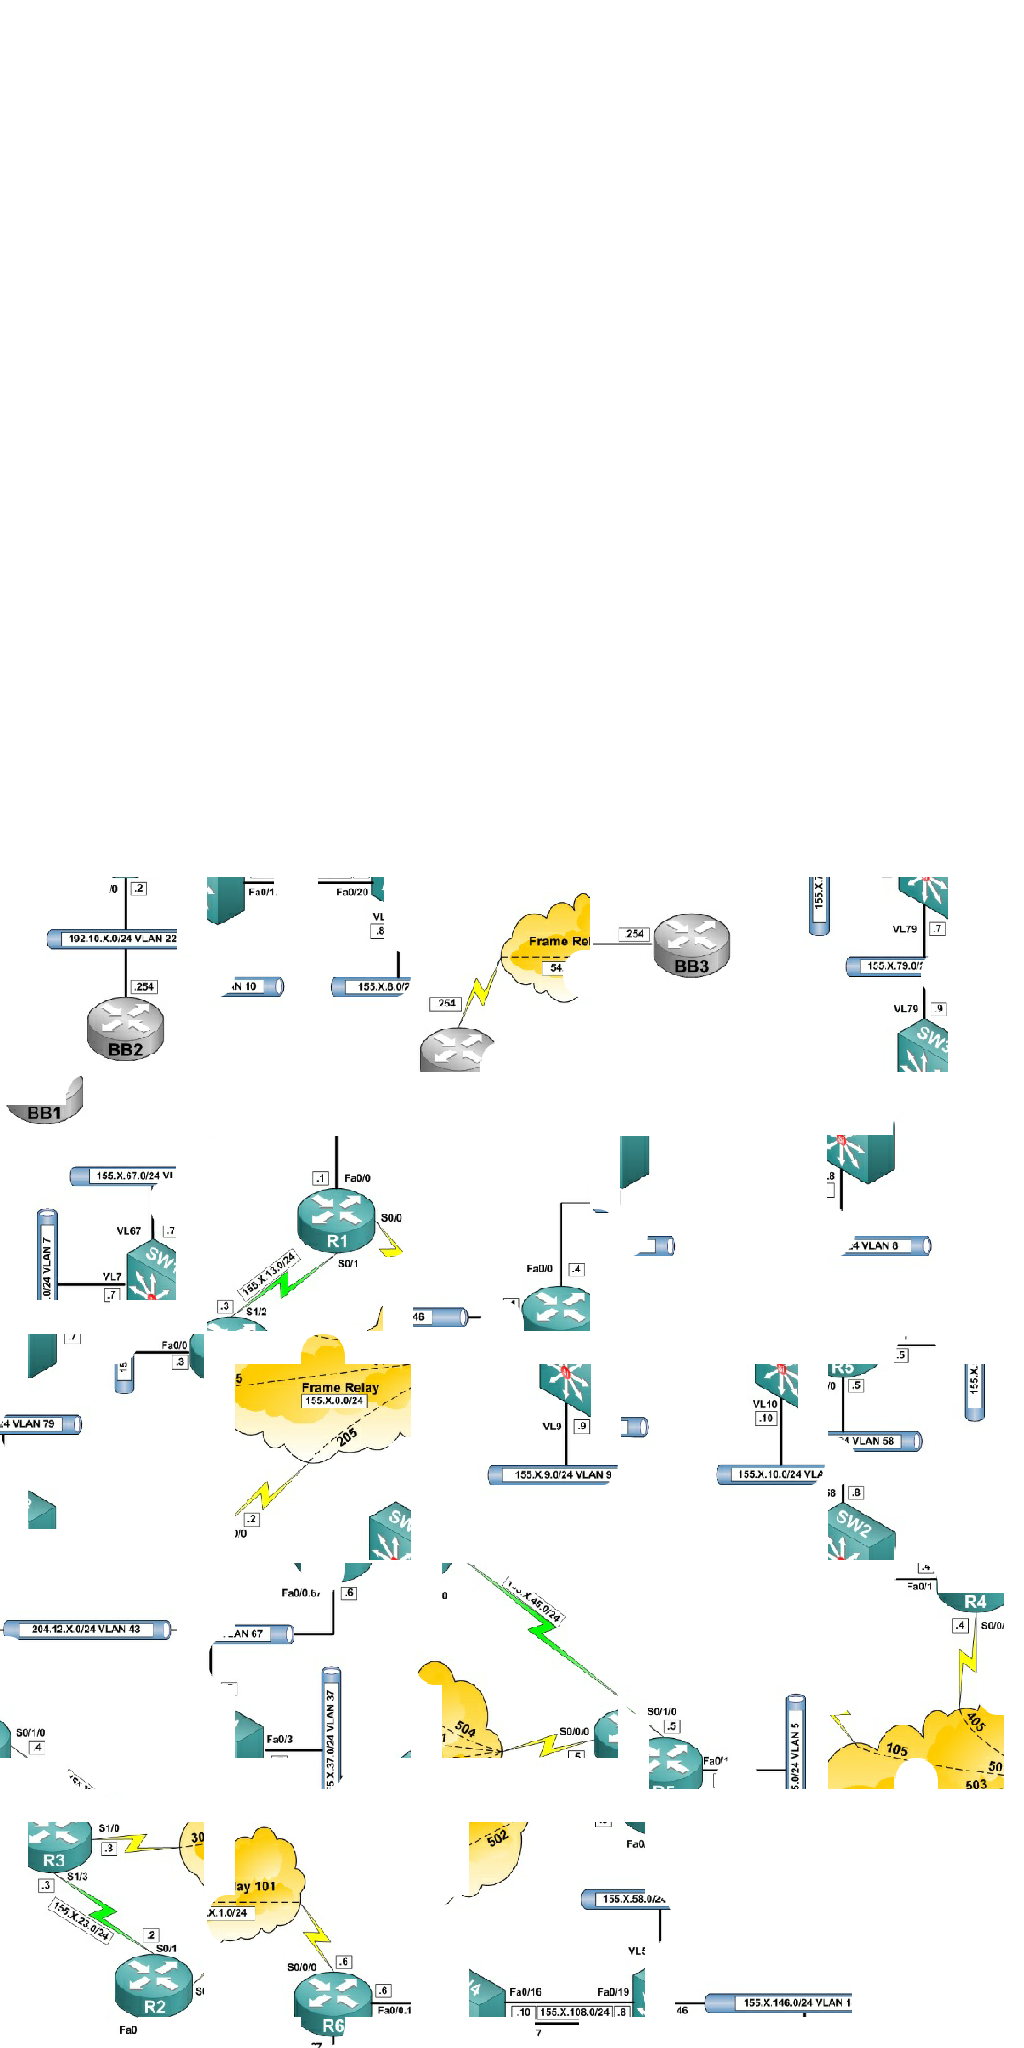 /0
.2
Fa0/1
Fa0/20
VL
.8
192.10.X.0/24 VLAN 22
.254
BB2
N 10
155.X.8.0/2
Frame Rel
54.
.254
.254
BB3
155.X.
VL79
.7
155.X.79.0/2
VL79
.9
SW3
BB1
155.X.67.0/24 VL
VL67
.7
SW1
.0/24 VLAN 7
VL7
.7
.1
Fa0/0
R1
S0/0
S0/1
155.X.13.0/24
.3
S1/2
Fa0/0
.4
46
.8
.24 VLAN 8
.7
Fa0/0
.3
15
4 VLAN 79
5
Frame Relay
155.X.0.0/24
205
.2
0/0
SW
VL9
.9
155.X.9.0/24 VLAN 9
VL10
.10
155.X.10.0/24 VLA
.5
R5
/0
.5
155.X.
24 VLAN 58
58
.8
SW2
204.12.X.0/24 VLAN 43
Fa0/0.67
.6
LAN 67
Fa0/3
5.X.37.0/24 VLAN 37
S0/1/0
.4
0
.45.0/24
504
S0/0/0
.5
S0/1/0
.5
R5
Fa0/1
5.0/24 VLAN 5
.4
Fa0/1
R4
.4
S0/0/
405
105
50
503
S1/0
.3
R3
30
S1/3
.3
155.X.23.0/24
.2
S0/1
R2
S
Fa0
ay 101
.X.1.0/24
S0/0/0
.6
.6
R6
Fa0/0.1
502
Fa0/
155.X.58.0/24
VL5
Fa0/16
Fa0/19
.10
155.X.108.0/24
.8
7
46
155.X.146.0/24 VLAN 1